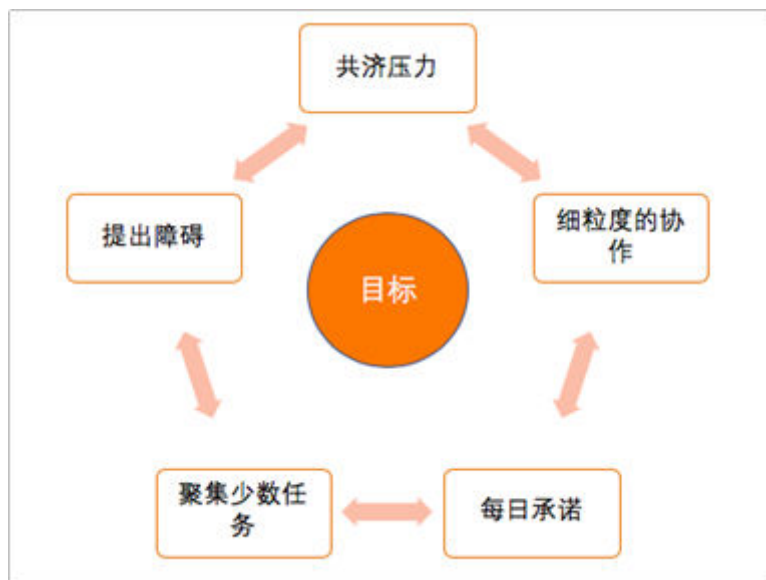 共济压力
提出障碍
细粒度的协
作
目标
聚集少数任
务
每日承诺